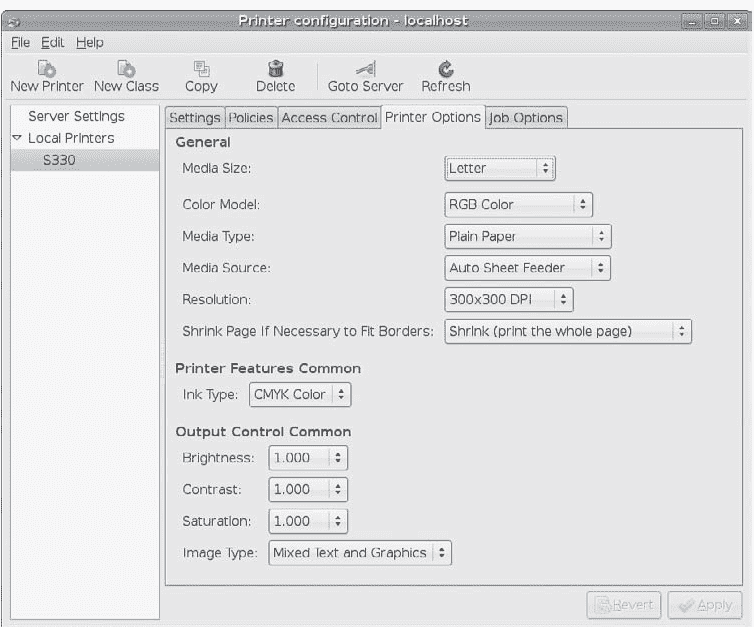 Printer configuration - localhost
File Edit Help
New Printer New Class Copy Delete Goto Server Refresh
Server Settings
Local Printers
S330
Settings Policies Access Control Printer Options Job Options
General
Media Size: Letter
Color Model: RGB Color
Media Type: Plain Paper
Media Source: Auto Sheet Feeder
Resolution: 300x300 DPI
Shrink Page If Necessary to Fit Borders: Shrink (print the whole page)
Printer Features Common
Ink Type: CMYK Color
Output Control Common
Brightness: 1.000
Contrast: 1.000
Saturation: 1.000
Image Type: Mixed Text and Graphics
Revert Apply